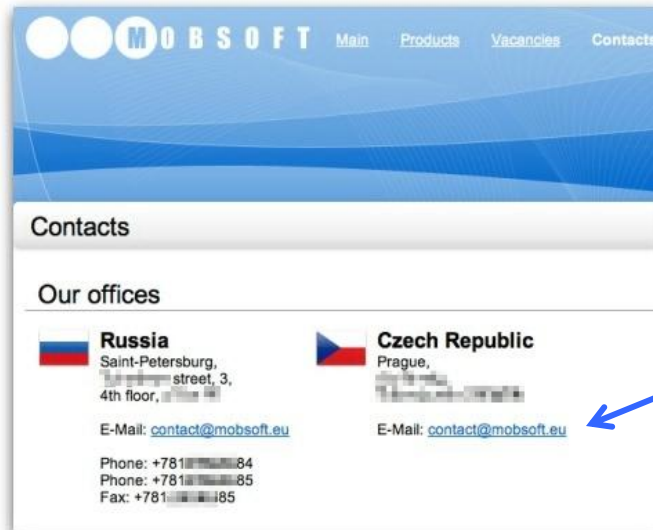 MOBSOFT Main Products Vacancies Contacts
Contacts
Our offices
Russia
Saint-Petersburg,
street, 3,
4th floor,
E-Mail: contact@mobsoft.eu
Phone: +781 84
Phone: +781 85
Fax: +781 85
Czech Republic
Prague,
E-Mail: contact@mobsoft.eu